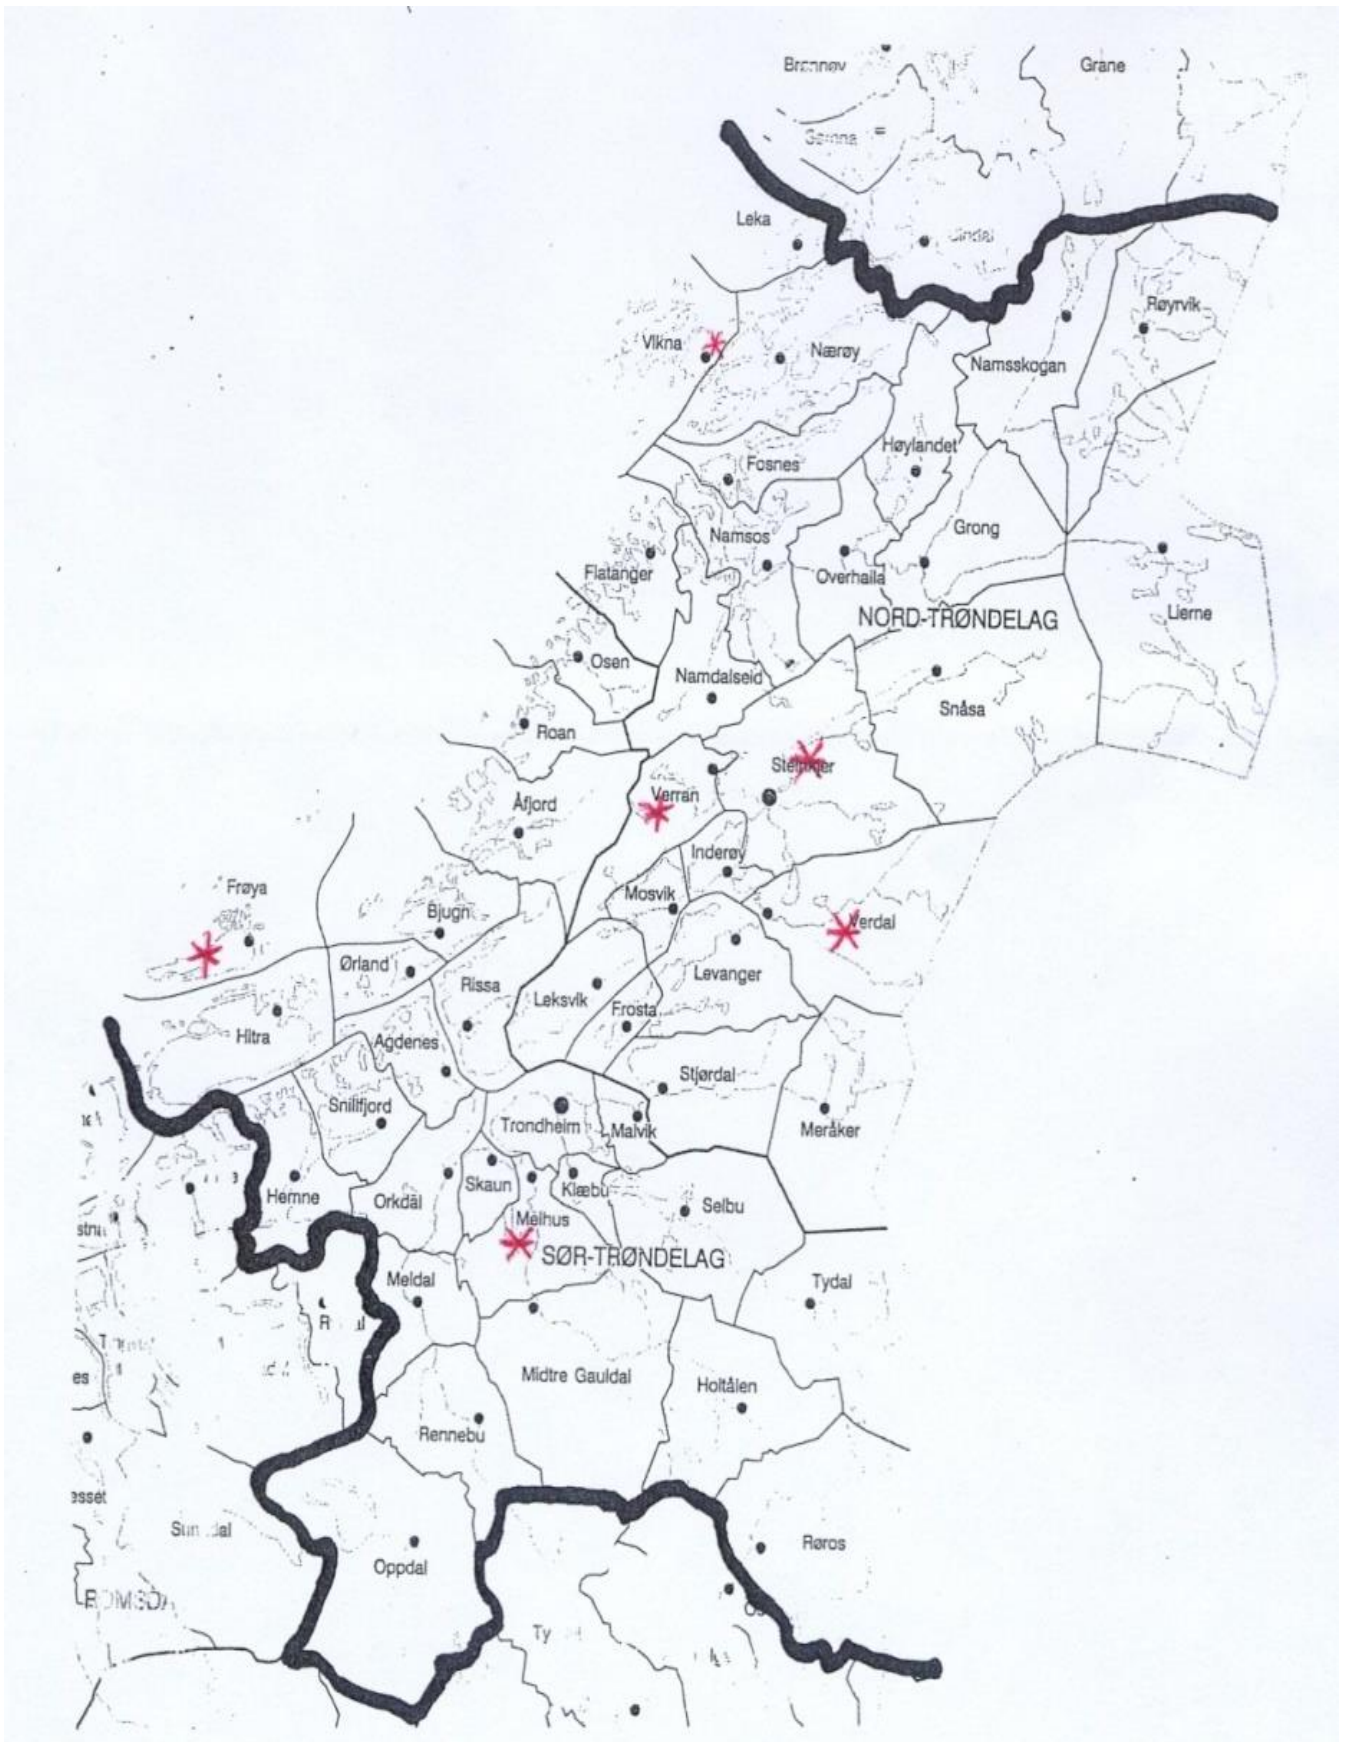 Grane
Leka
Røyrvik
Vikna
Nærøy
Namsskogan
Høylandet
Fosnes
Grong
Namsos
Flatanger
Overhalla
Lierne
NORD-TRØNDELAG
Osen
Namdalseid
Snåsa
Roan
Steinkjer
Verran
Åfjord
Inderøy
Frøya
Mosvik
Bjugn
Verdal
Ørland
Levanger
Rissa
Leksvik
Frosta
Hitra
Agdenes
Stjørdal
Snillfjord
Trondheim
Malvik
Meråker
Skaun
Klæbu
Hemne
Orkdal
Selbu
Melhus
SØR-TRØNDELAG
Meldal
Tydal
Midtre Gauldal
Holtålen
Rennebu
Røros
Oppdal